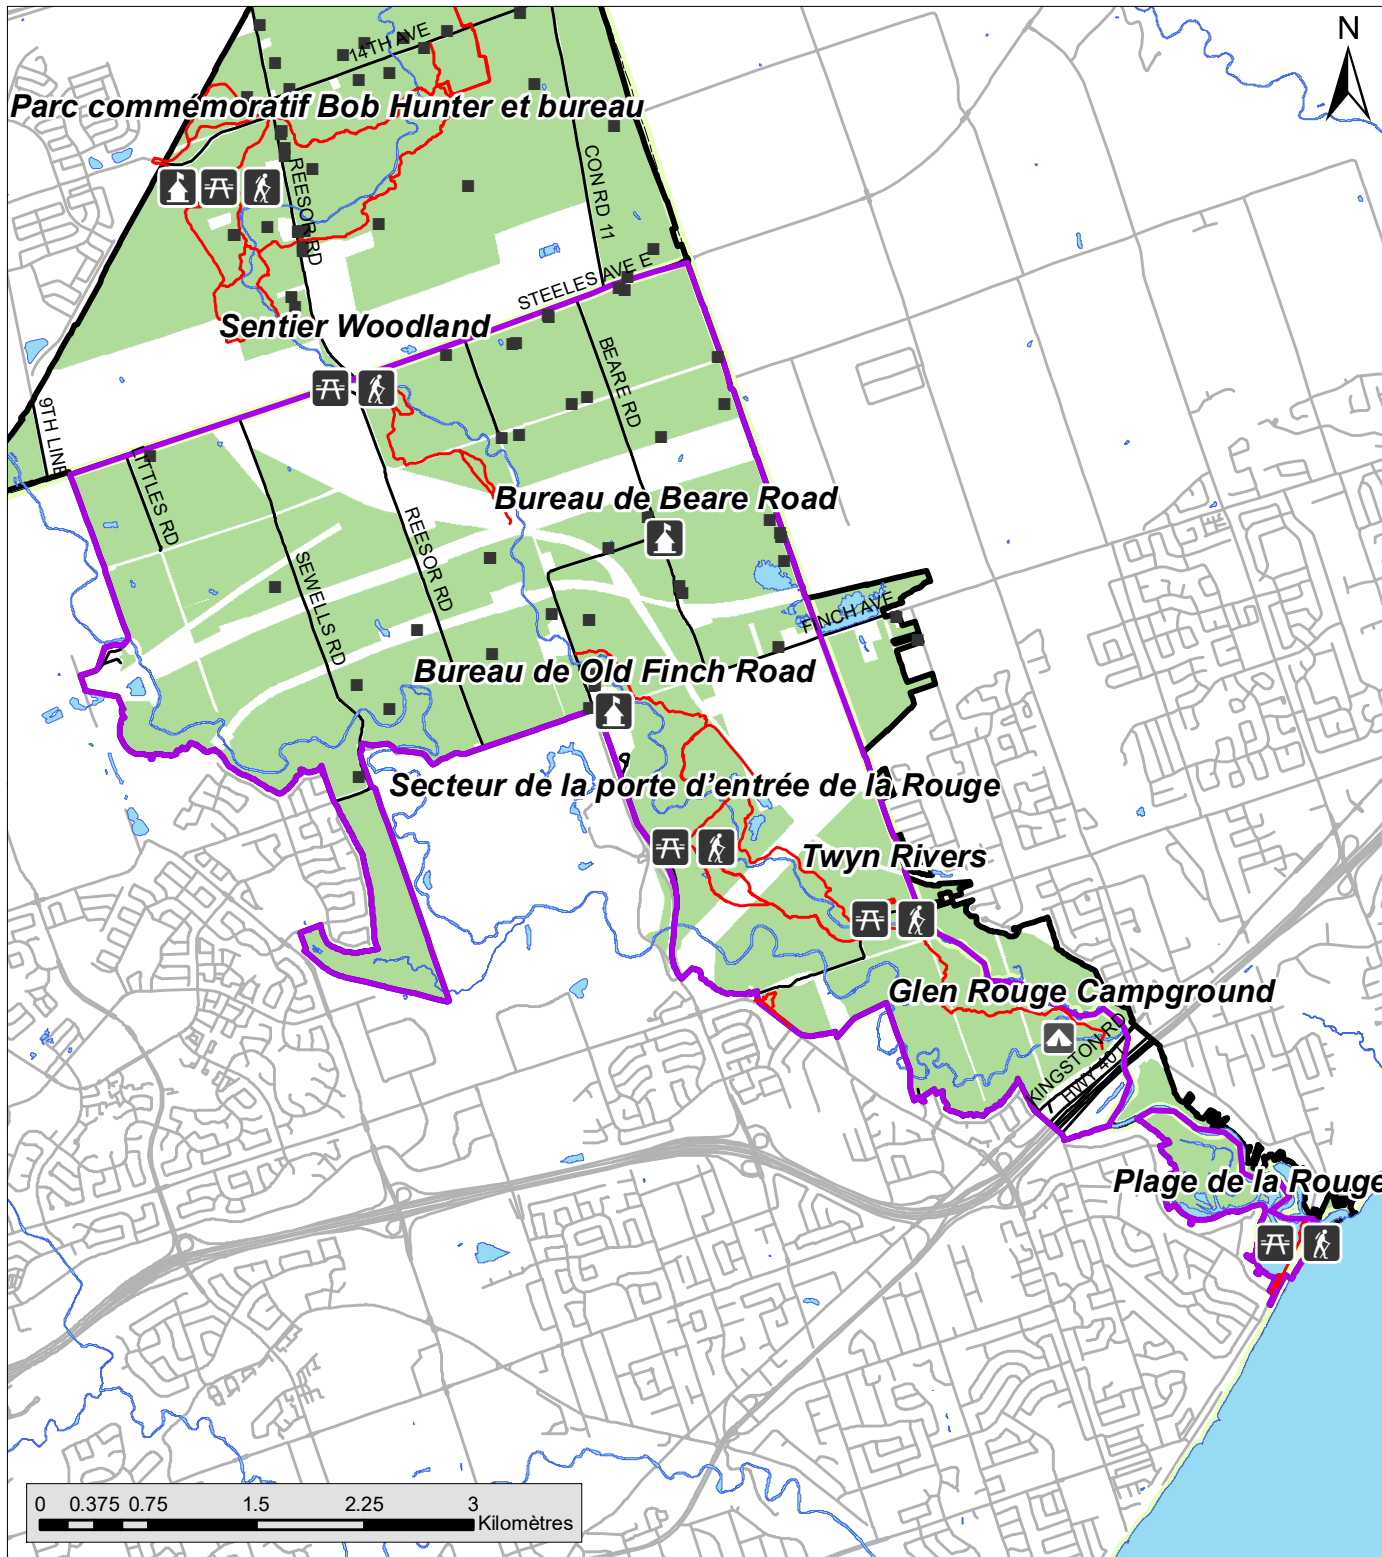 N
14TH AVE
Parc commémoratif Bob Hunter et bureau
REESOR RD
CON RD 11
STEELES AVE E
Sentier Woodland
BEARE RD
9TH LINE
LITTLES RD
Bureau de Beare Road
REESOR RD
SEWELLS RD
FINCH AVE
Bureau de Old Finch Road
Secteur de la porte d'entrée de la Rouge
Twyn Rivers
Glen Rouge Campground
KINGSTON RD
HWY 401
Plage de la Rouge
0 0.375 0.75 1.5 2.25 3
Kilomètres